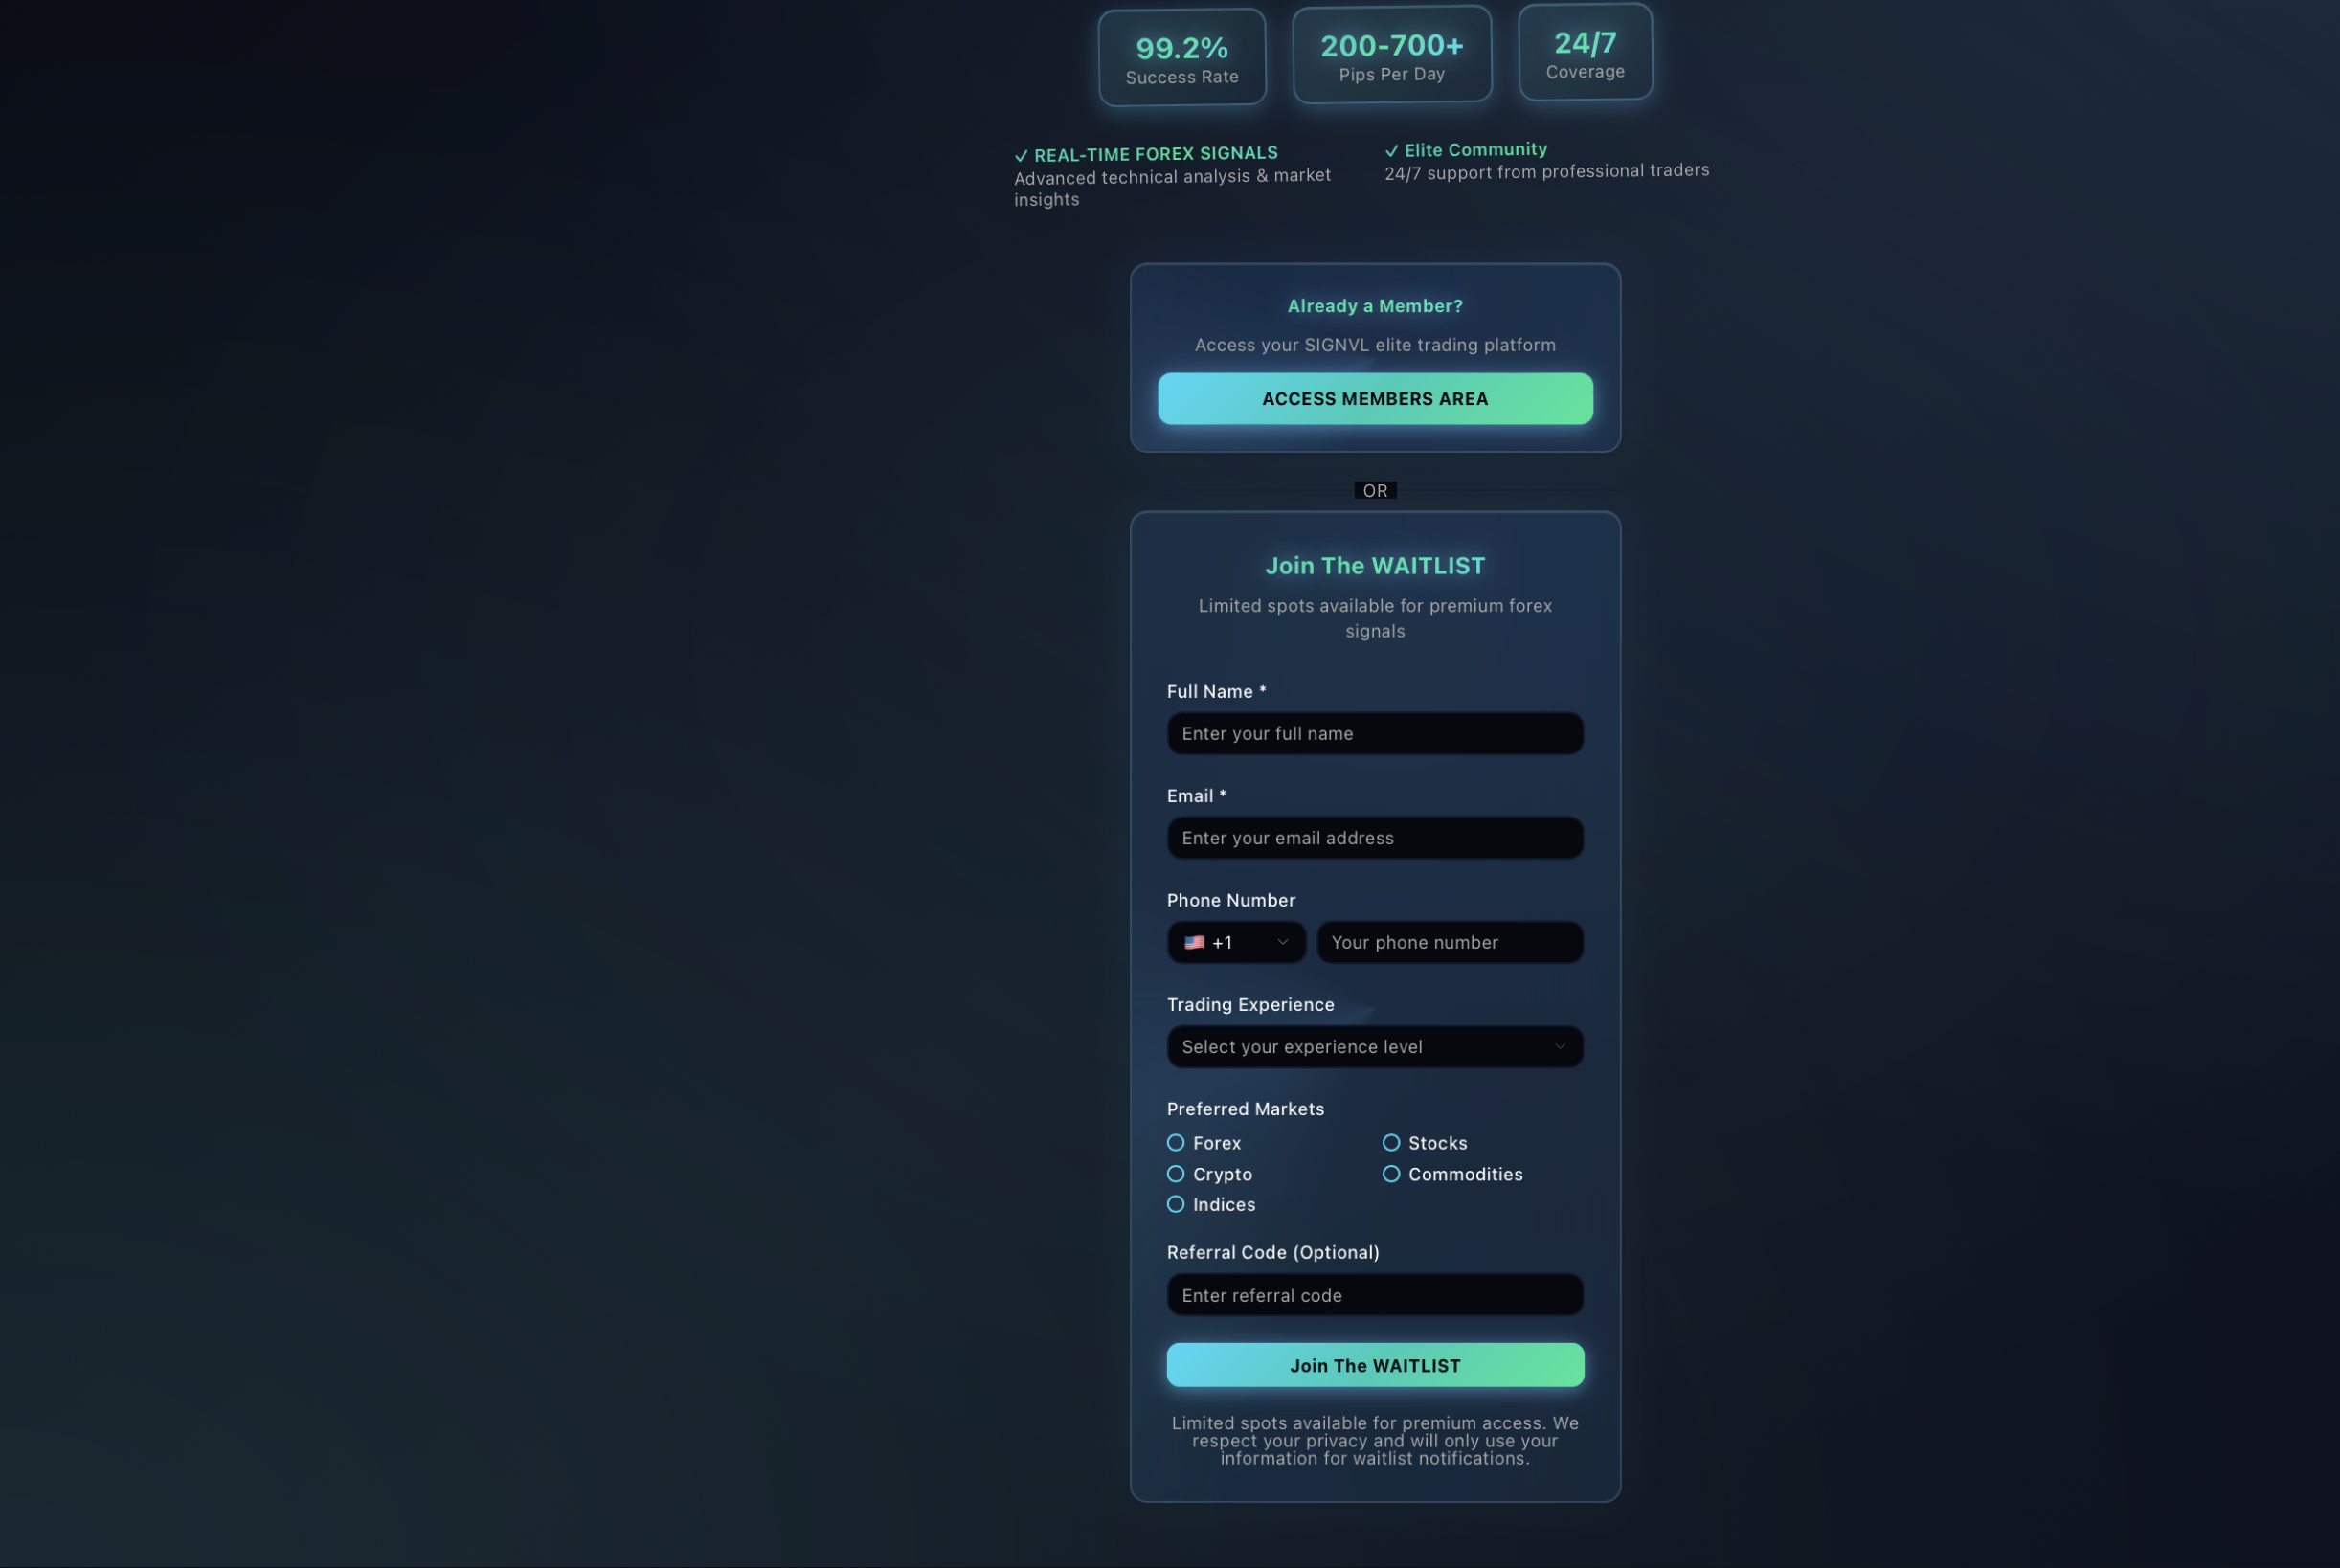 99.2%
Success Rate
200-700+
Pips Per Day
24/7
Coverage
✓ REAL-TIME FOREX SIGNALS
Advanced technical analysis & market
insights
✓ Elite Community
24/7 support from professional traders
Already a Member?
Access your SIGNVL elite trading platform
ACCESS MEMBERS AREA
OR
Join The WAITLIST
Limited spots available for premium forex
signals
Full Name *
Enter your full name
Email *
Enter your email address
Phone Number
🇺🇸 +1
Your phone number
Trading Experience
Select your experience level
Preferred Markets
Forex
Stocks
Crypto
Commodities
Indices
Referral Code (Optional)
Enter referral code
Join The WAITLIST
Limited spots available for premium access. We
respect your privacy and will only use your
information for waitlist notifications.